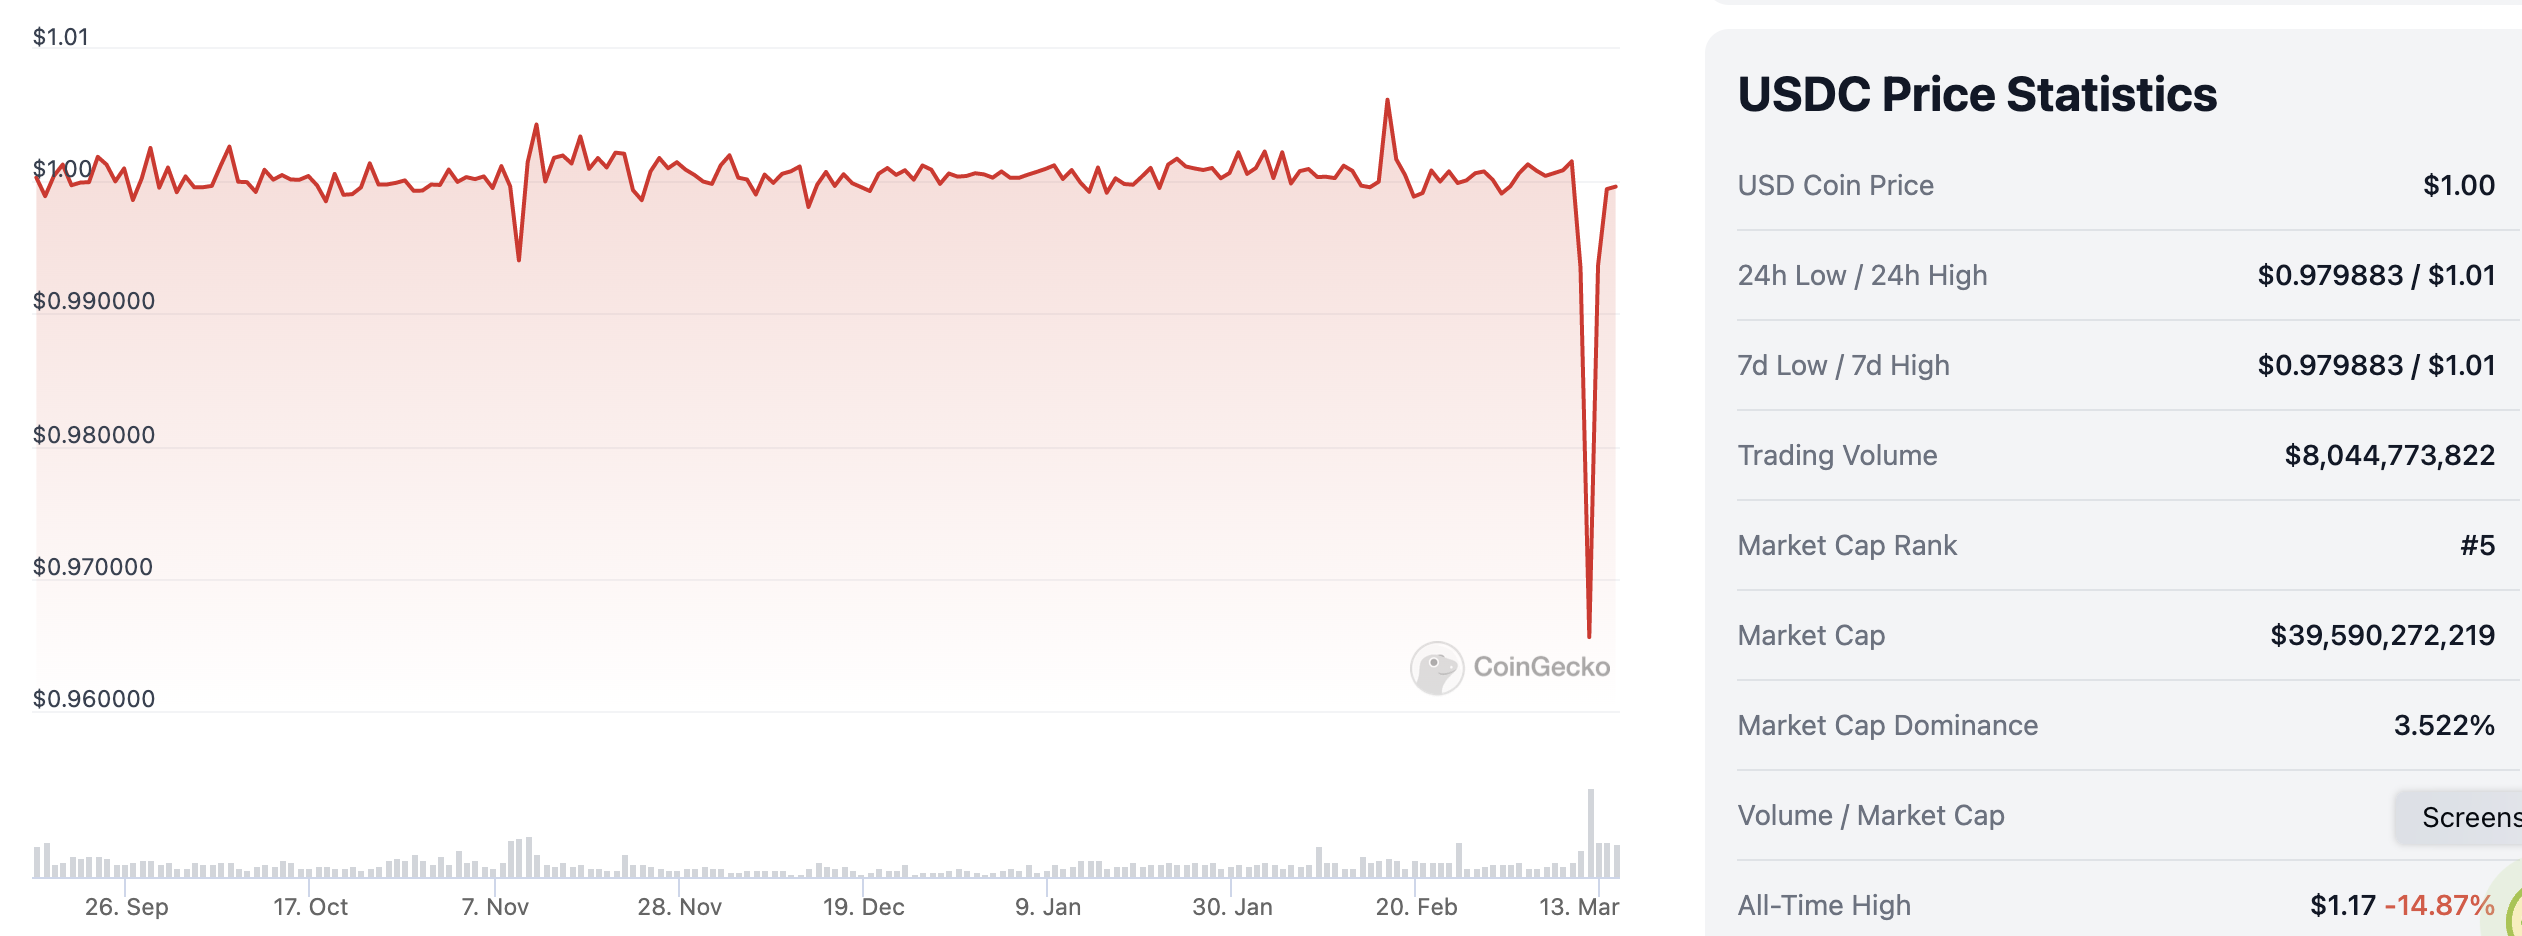 $1.01
$1.00
$0.990000
$0.980000
$0.970000
$0.960000
CoinGecko
26. Sep 17. Oct 7. Nov 28. Nov 19. Dec 9. Jan 30. Jan 20. Feb 13. Mar
USDC Price Statistics
USD Coin Price $1.00
24h Low / 24h High $0.979883 / $1.01
7d Low / 7d High $0.979883 / $1.01
Trading Volume $8,044,773,822
Market Cap Rank #5
Market Cap $39,590,272,219
Market Cap Dominance 3.522%
Volume / Market Cap Screens
All-Time High $1.17 -14.87%